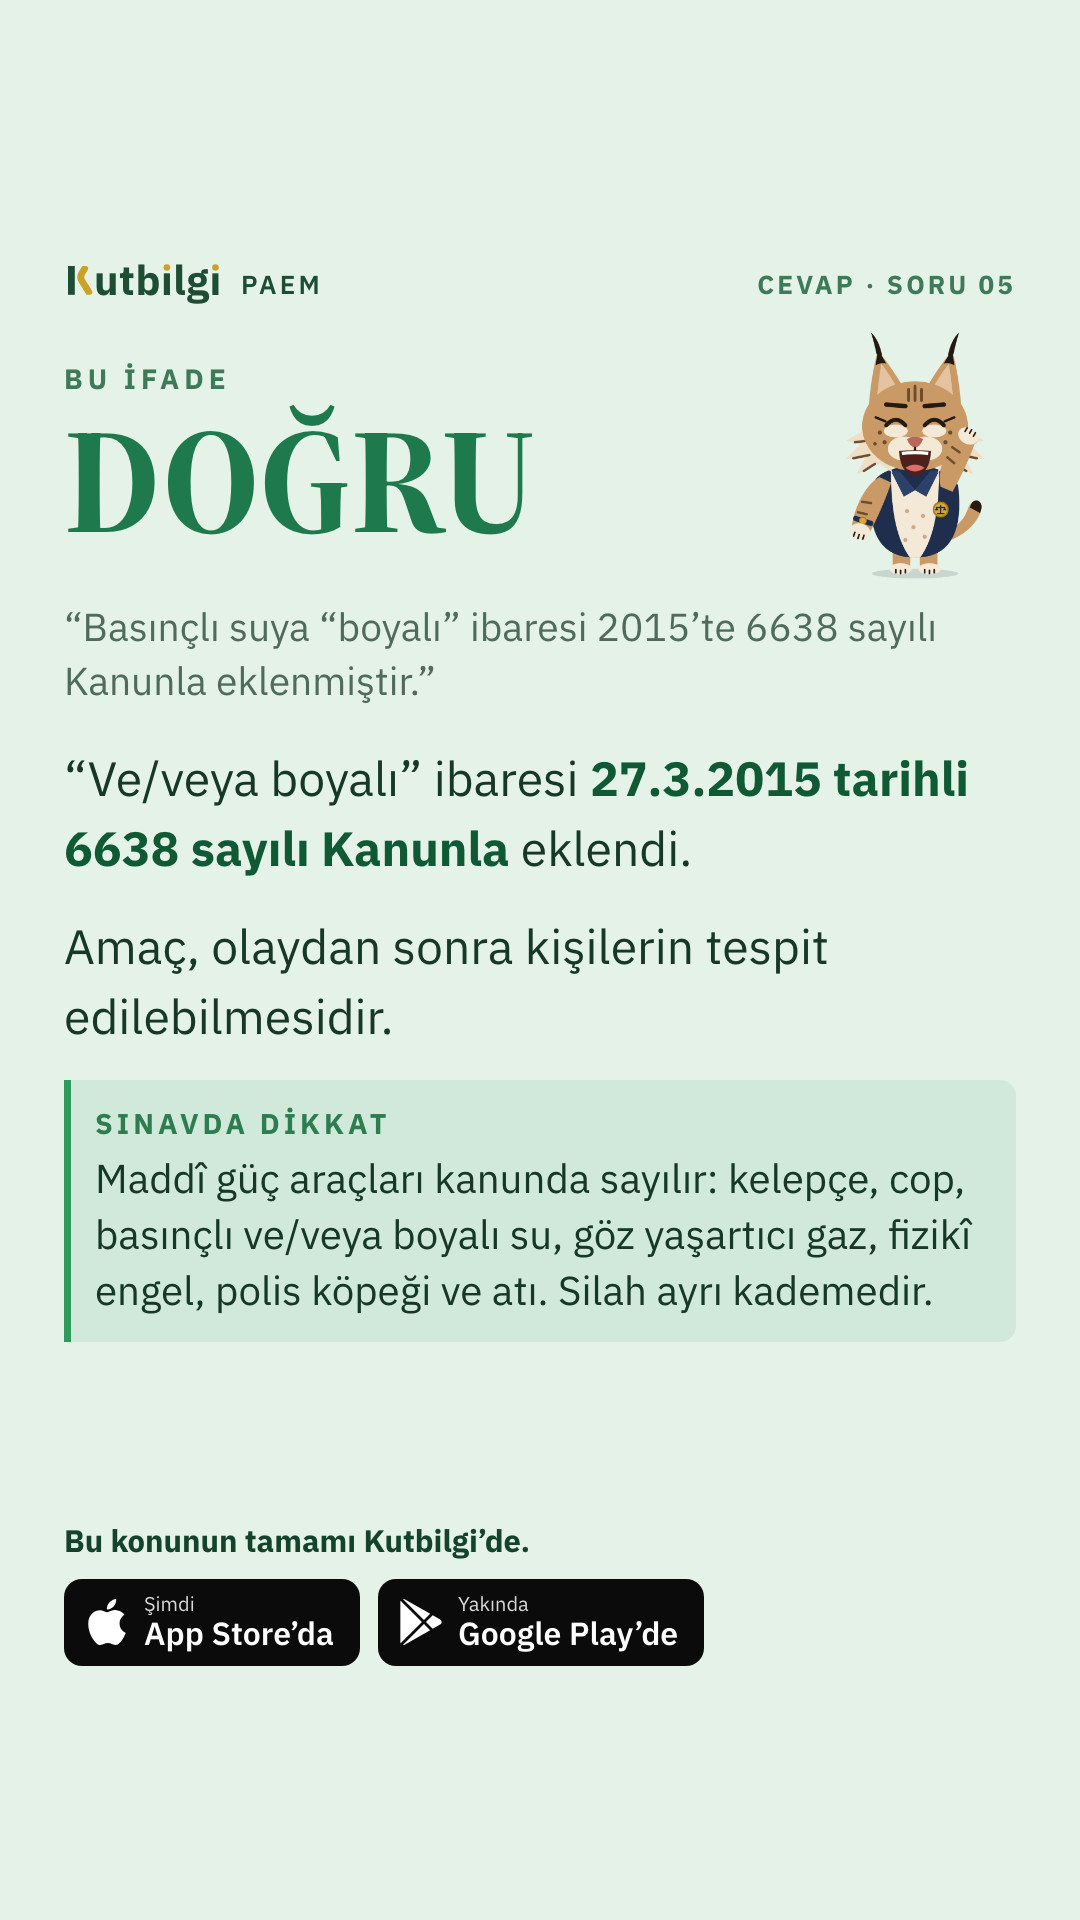 Kutbilgi PAEM
CEVAP · SORU 05
BU İFADE
DOĞRU
“Basınçlı suya “boyalı” ibaresi 2015’te 6638 sayılı
Kanunla eklenmiştir.”
“Ve/veya boyalı” ibaresi 27.3.2015 tarihli
6638 sayılı Kanunla eklendi.
Amaç, olaydan sonra kişilerin tespit
edilebilmesidir.
SINAVDA DİKKAT
Maddî güç araçları kanunda sayılır: kelepçe, cop,
basınçlı ve/veya boyalı su, göz yaşartıcı gaz, fizikî
engel, polis köpeği ve atı. Silah ayrı kademedir.
Bu konunun tamamı Kutbilgi’de.
Şimdi
App Store’da
Yakında
Google Play’de